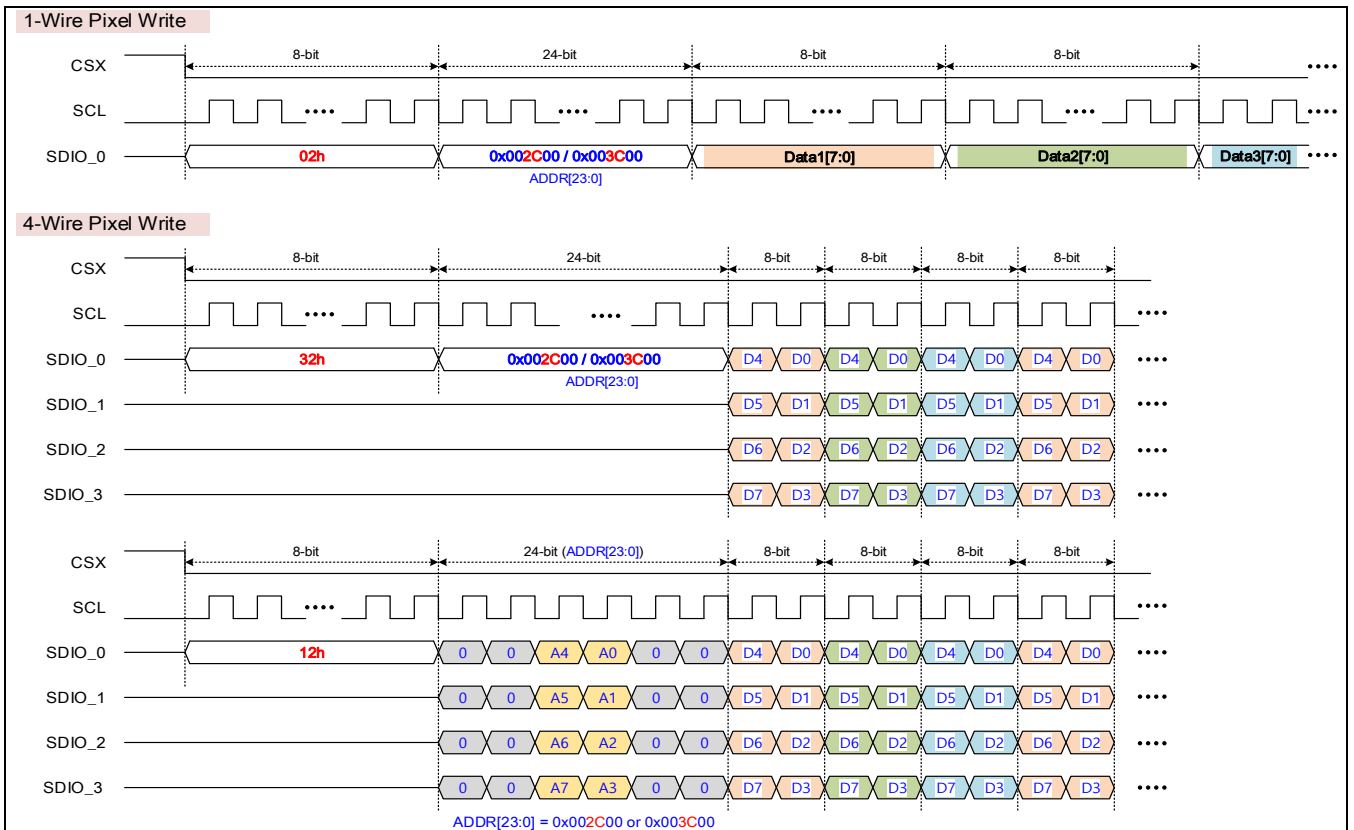 1-Wire Pixel Write
8-bit 24-bit 8-bit 8-bit
CSX ....
SCL .... .... .... .... ....
SDIO_0 02h 0x002C00 / 0x003C00 Data1[7:0] Data2[7:0] Data3[7:0] ....
ADDR[23:0]
4-Wire Pixel Write
8-bit 24-bit 8-bit 8-bit 8-bit 8-bit
CSX
SCL .... .... ....
SDIO_0 32h 0x002C00 / 0x003C00 D4 D0 D4 D0 D4 D0 D4 D0 ....
ADDR[23:0]
SDIO_1 D5 D1 D5 D1 D5 D1 D5 D1 ....
SDIO_2 D6 D2 D6 D2 D6 D2 D6 D2 ....
SDIO_3 D7 D3 D7 D3 D7 D3 D7 D3 ....
8-bit 24-bit (ADDR[23:0]) 8-bit 8-bit 8-bit 8-bit
CSX
SCL .... ....
SDIO_0 12h 0 0 A4 A0 0 0 D4 D0 D4 D0 D4 D0 D4 D0 ....
SDIO_1 0 0 A5 A1 0 0 D5 D1 D5 D1 D5 D1 D5 D1 ....
SDIO_2 0 0 A6 A2 0 0 D6 D2 D6 D2 D6 D2 D6 D2 ....
SDIO_3 0 0 A7 A3 0 0 D7 D3 D7 D3 D7 D3 D7 D3 ....
ADDR[23:0] = 0x002C00 or 0x003C00